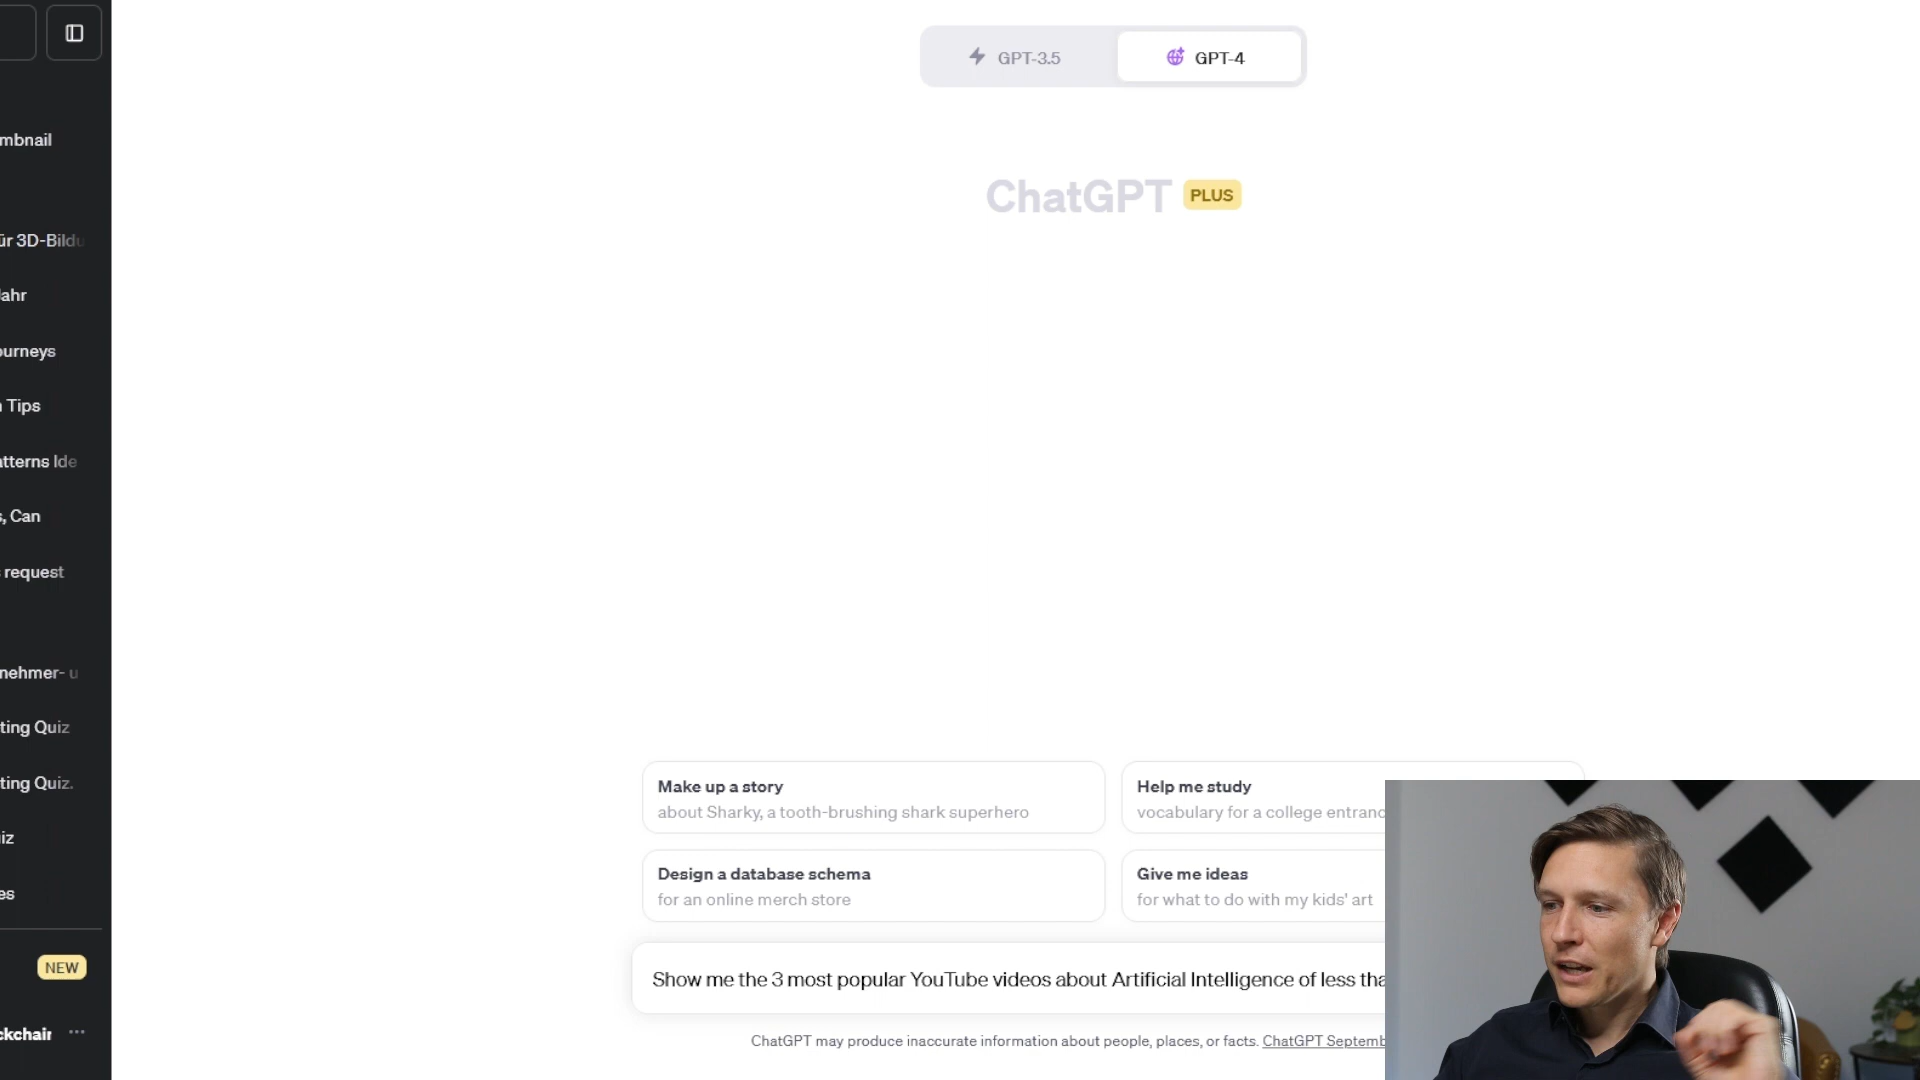 GPT-3.5
GPT-4
mbnail
ChatGPT PLUS
ür 3D-Bildu
ahr
ourneys
Tips
atterns Ide
s, Can
request
nehmer- u
ting Quiz
ting Quiz.
iz
es
NEW
ckchain
Make up a story
about Sharky, a tooth-brushing shark superhero
Help me study
vocabulary for a college entranc
Design a database schema
for an online merch store
Give me ideas
for what to do with my kids' art
Show me the 3 most popular YouTube videos about Artificial Intelligence of less tha
ChatGPT may produce inaccurate information about people, places, or facts. ChatGPT Septemb